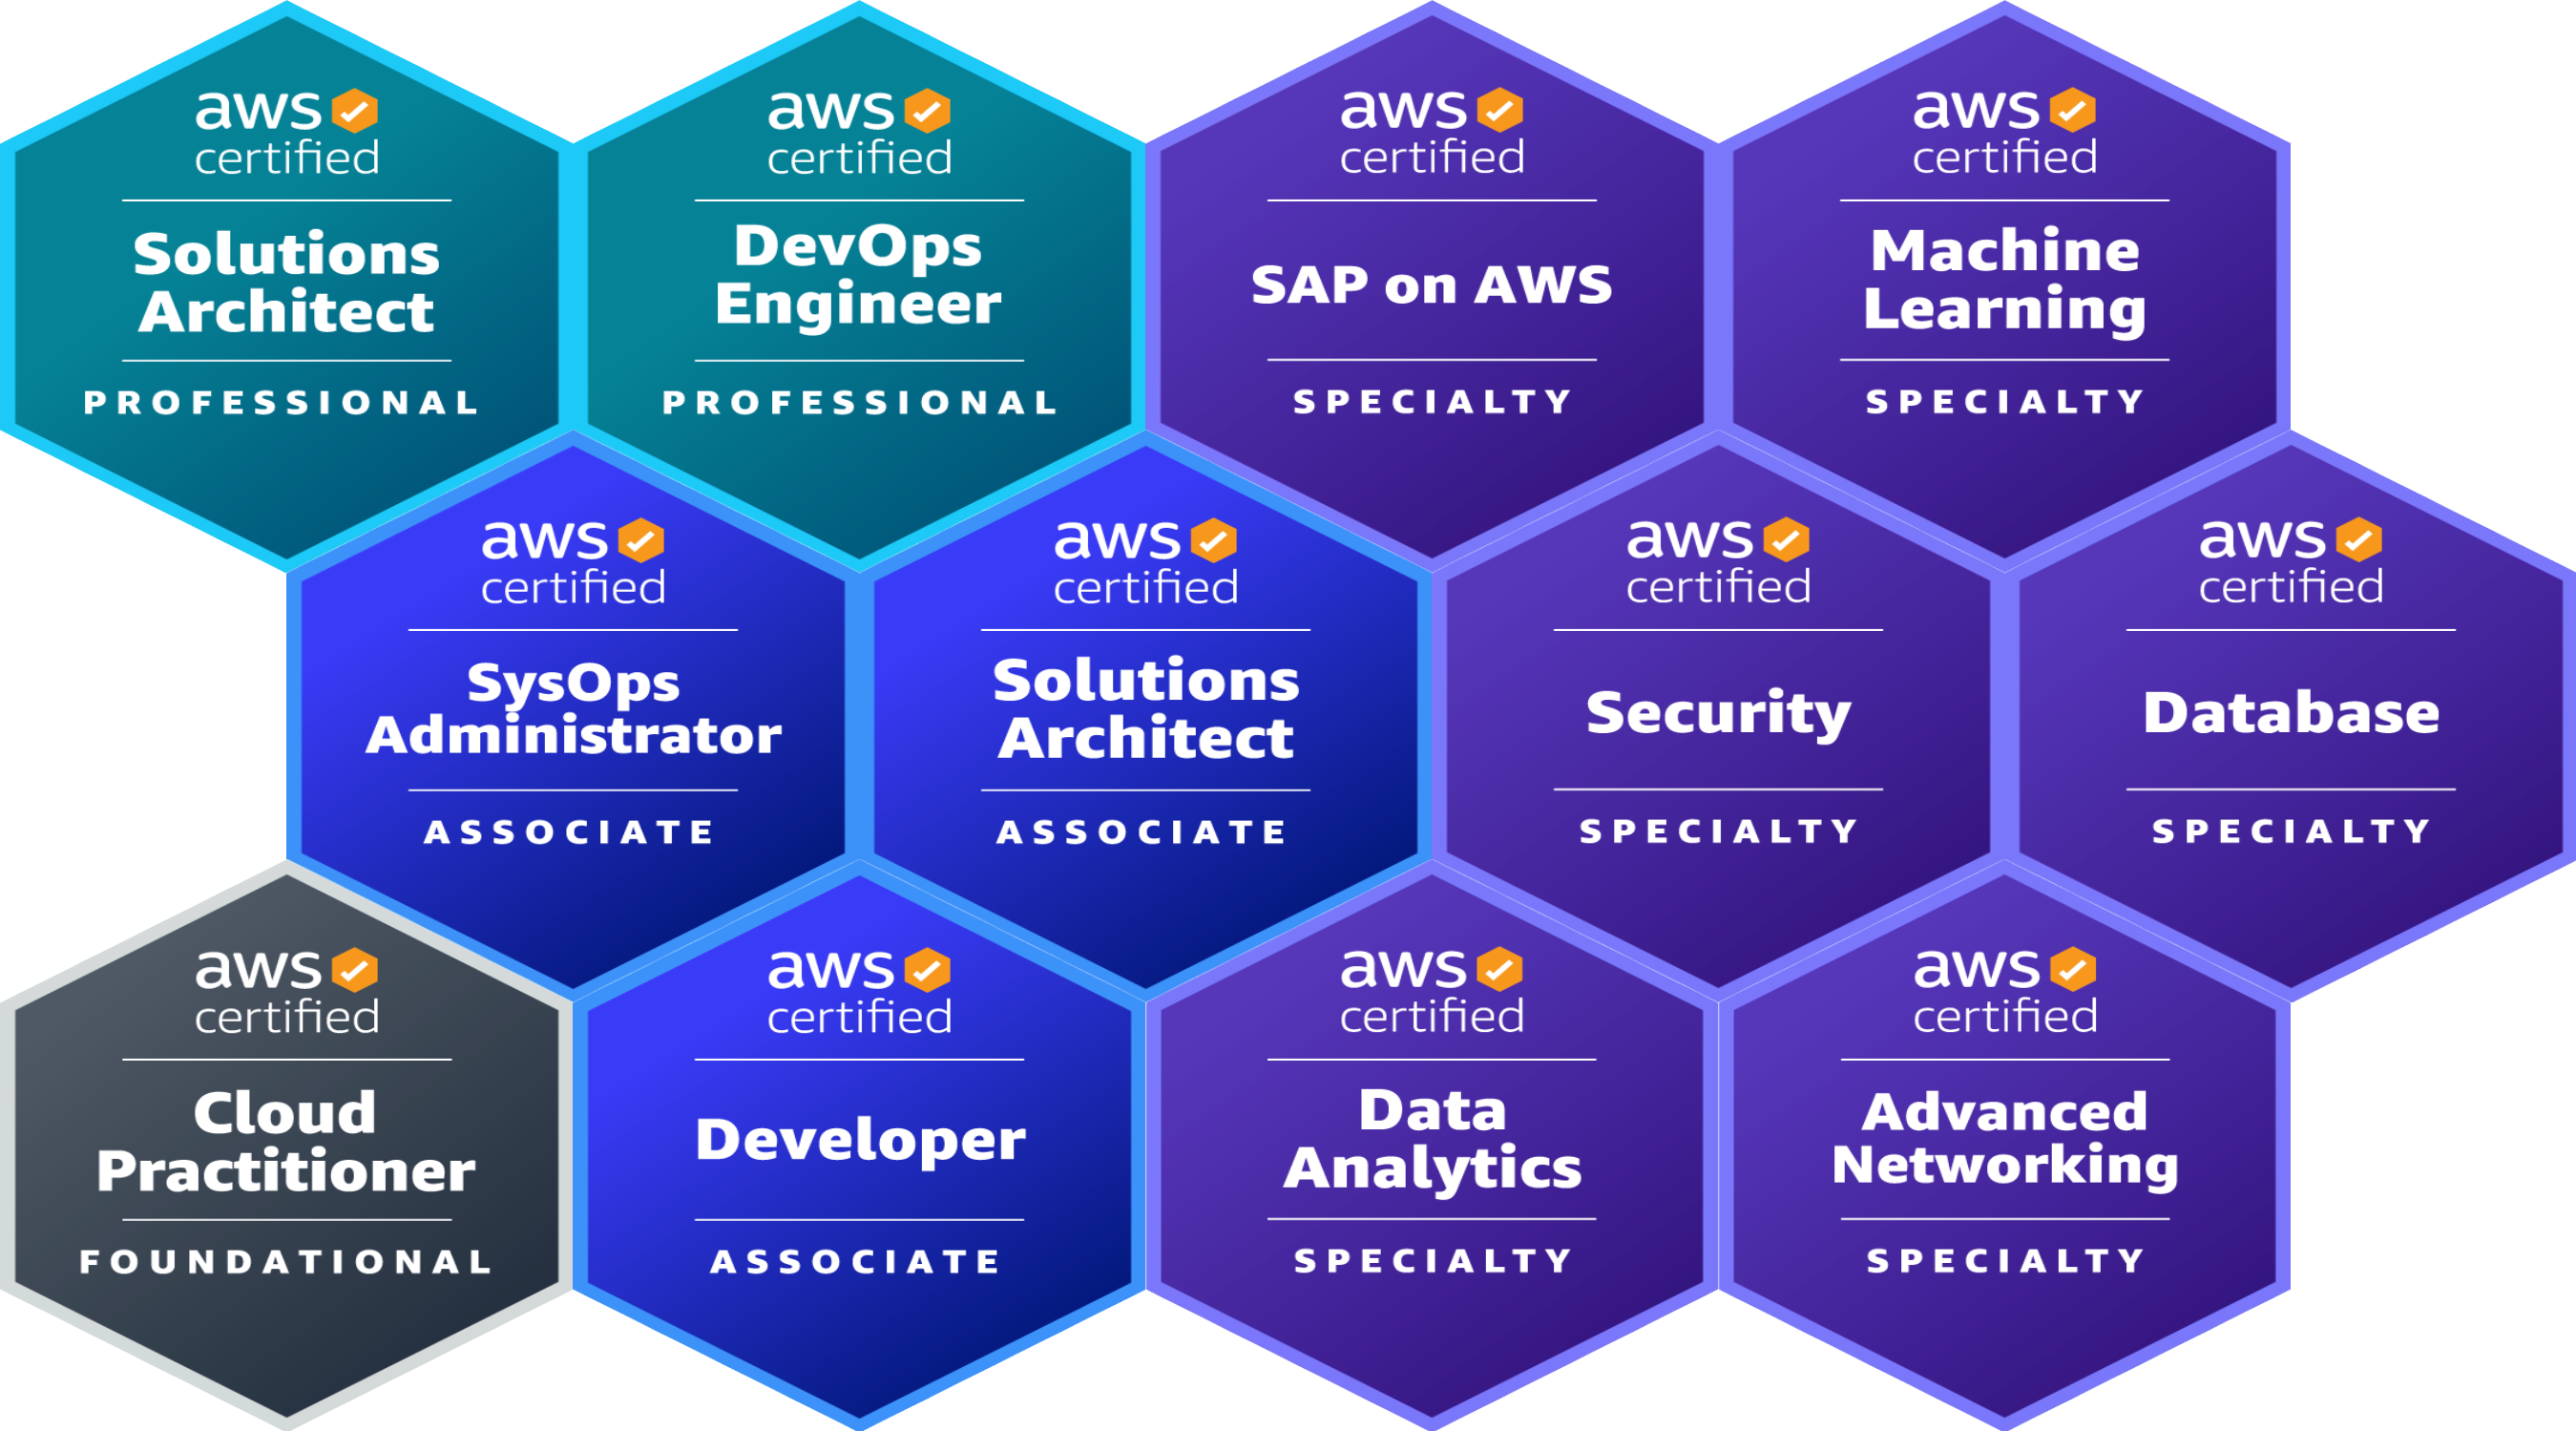 aws
certified
Solutions
Architect
PROFESSIONAL
aws
certified
DevOps
Engineer
PROFESSIONAL
aws
certified
SAP on AWS
SPECIALTY
aws
certified
Machine
Learning
SPECIALTY
aws
certified
SysOps
Administrator
ASSOCIATE
aws
certified
Solutions
Architect
ASSOCIATE
aws
certified
Security
SPECIALTY
aws
certified
Database
SPECIALTY
aws
certified
Cloud
Practitioner
FOUNDATIONAL
aws
certified
Developer
ASSOCIATE
aws
certified
Data
Analytics
SPECIALTY
aws
certified
Advanced
Networking
SPECIALTY